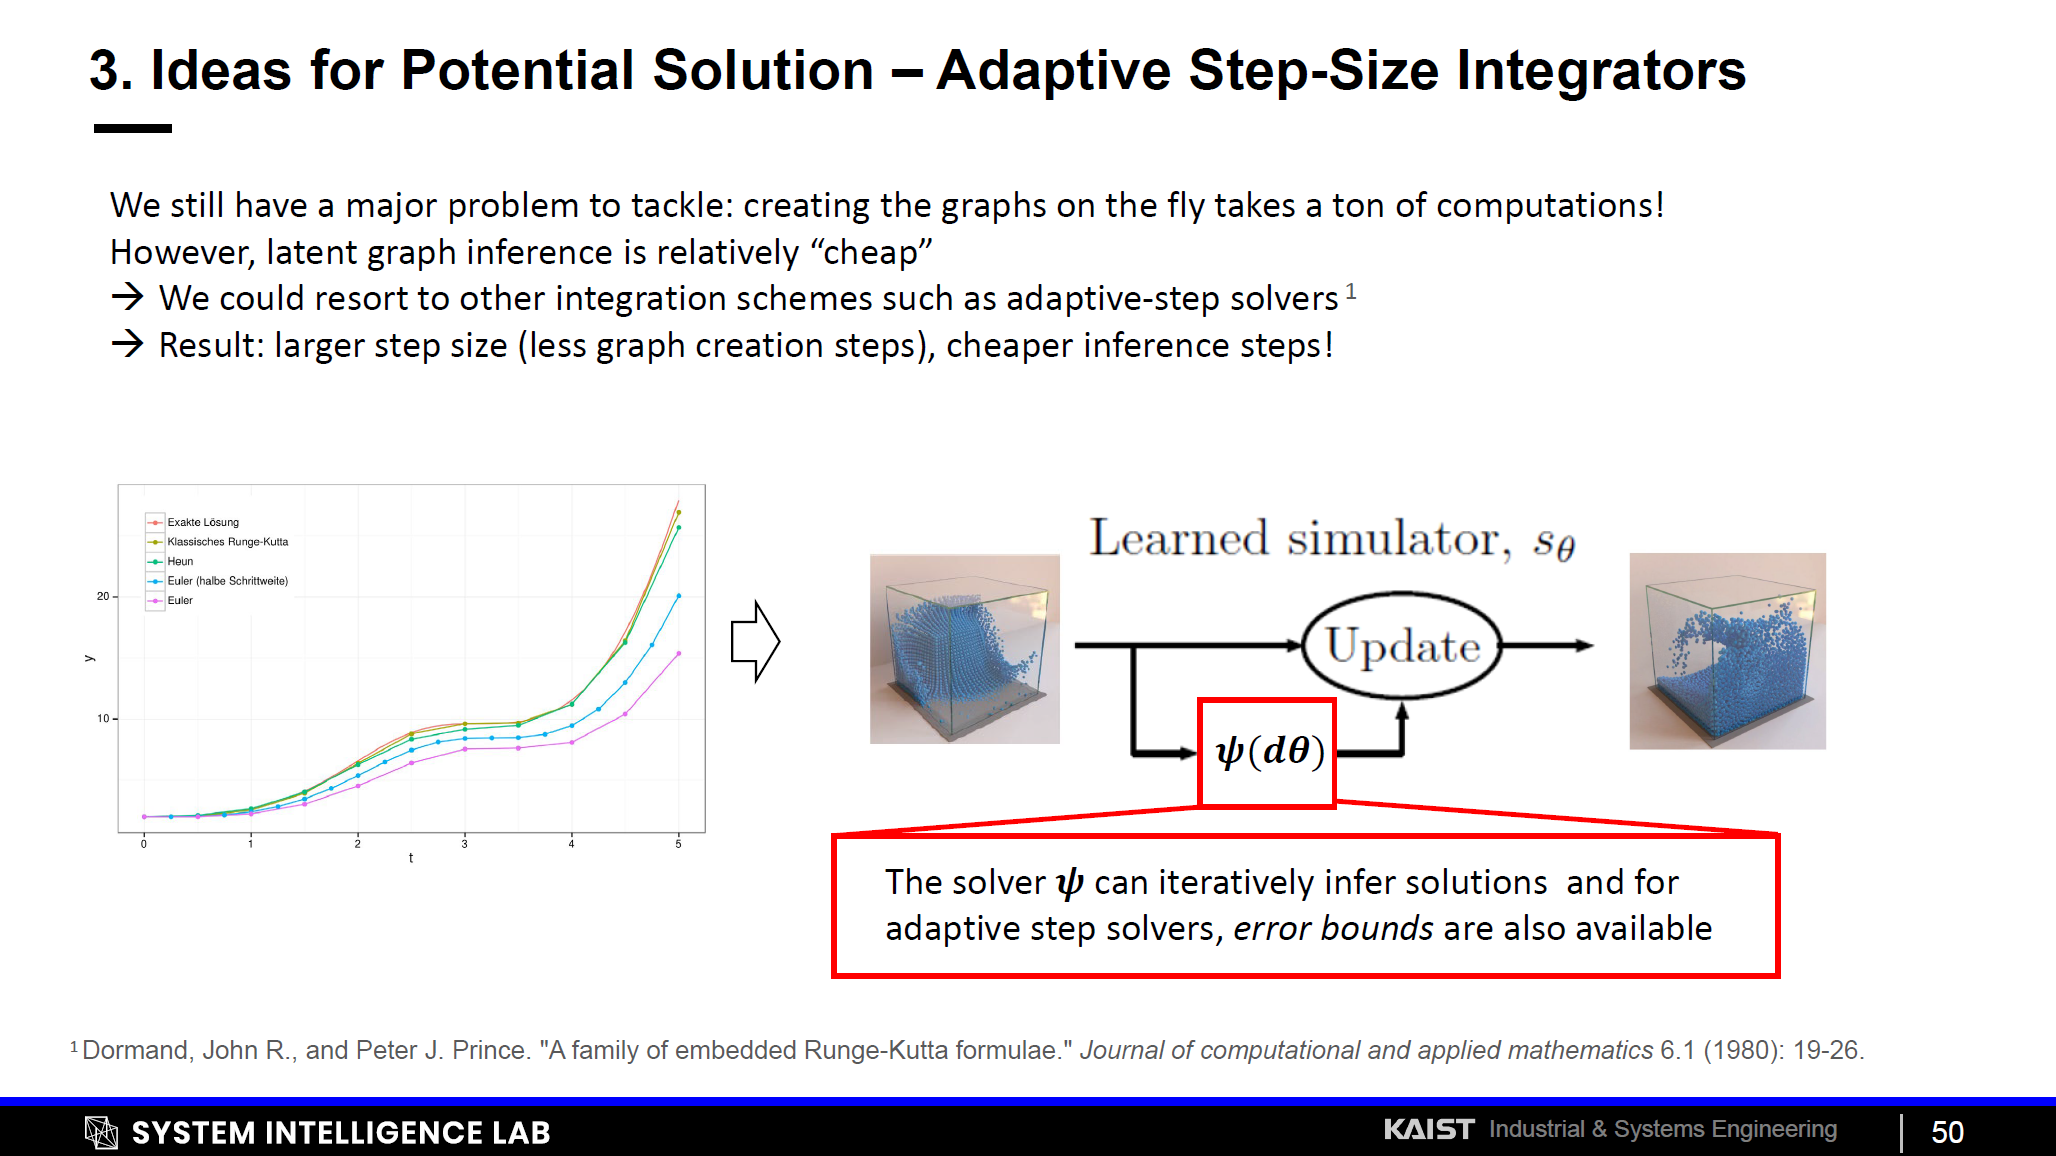 3. Ideas for Potential Solution – Adaptive Step-Size Integrators
We still have a major problem to tackle: creating the graphs on the fly takes a ton of computations!
However, latent graph inference is relatively “cheap”
→ We could resort to other integration schemes such as adaptive-step solvers 1
→ Result: larger step size (less graph creation steps), cheaper inference steps!
Exakte Lösung
Klassisches Runge-Kutta
Heun
Euler (halbe Schrittweite)
Euler
20
10
y
0 1 2 3 4 5
t
Learned simulator, sθ
Update
ψ(dθ)
The solver ψ can iteratively infer solutions and for
adaptive step solvers, error bounds are also available
1 Dormand, John R., and Peter J. Prince. "A family of embedded Runge-Kutta formulae." Journal of computational and applied mathematics 6.1 (1980): 19-26.
SYSTEM INTELLIGENCE LAB
KAIST Industrial & Systems Engineering
50